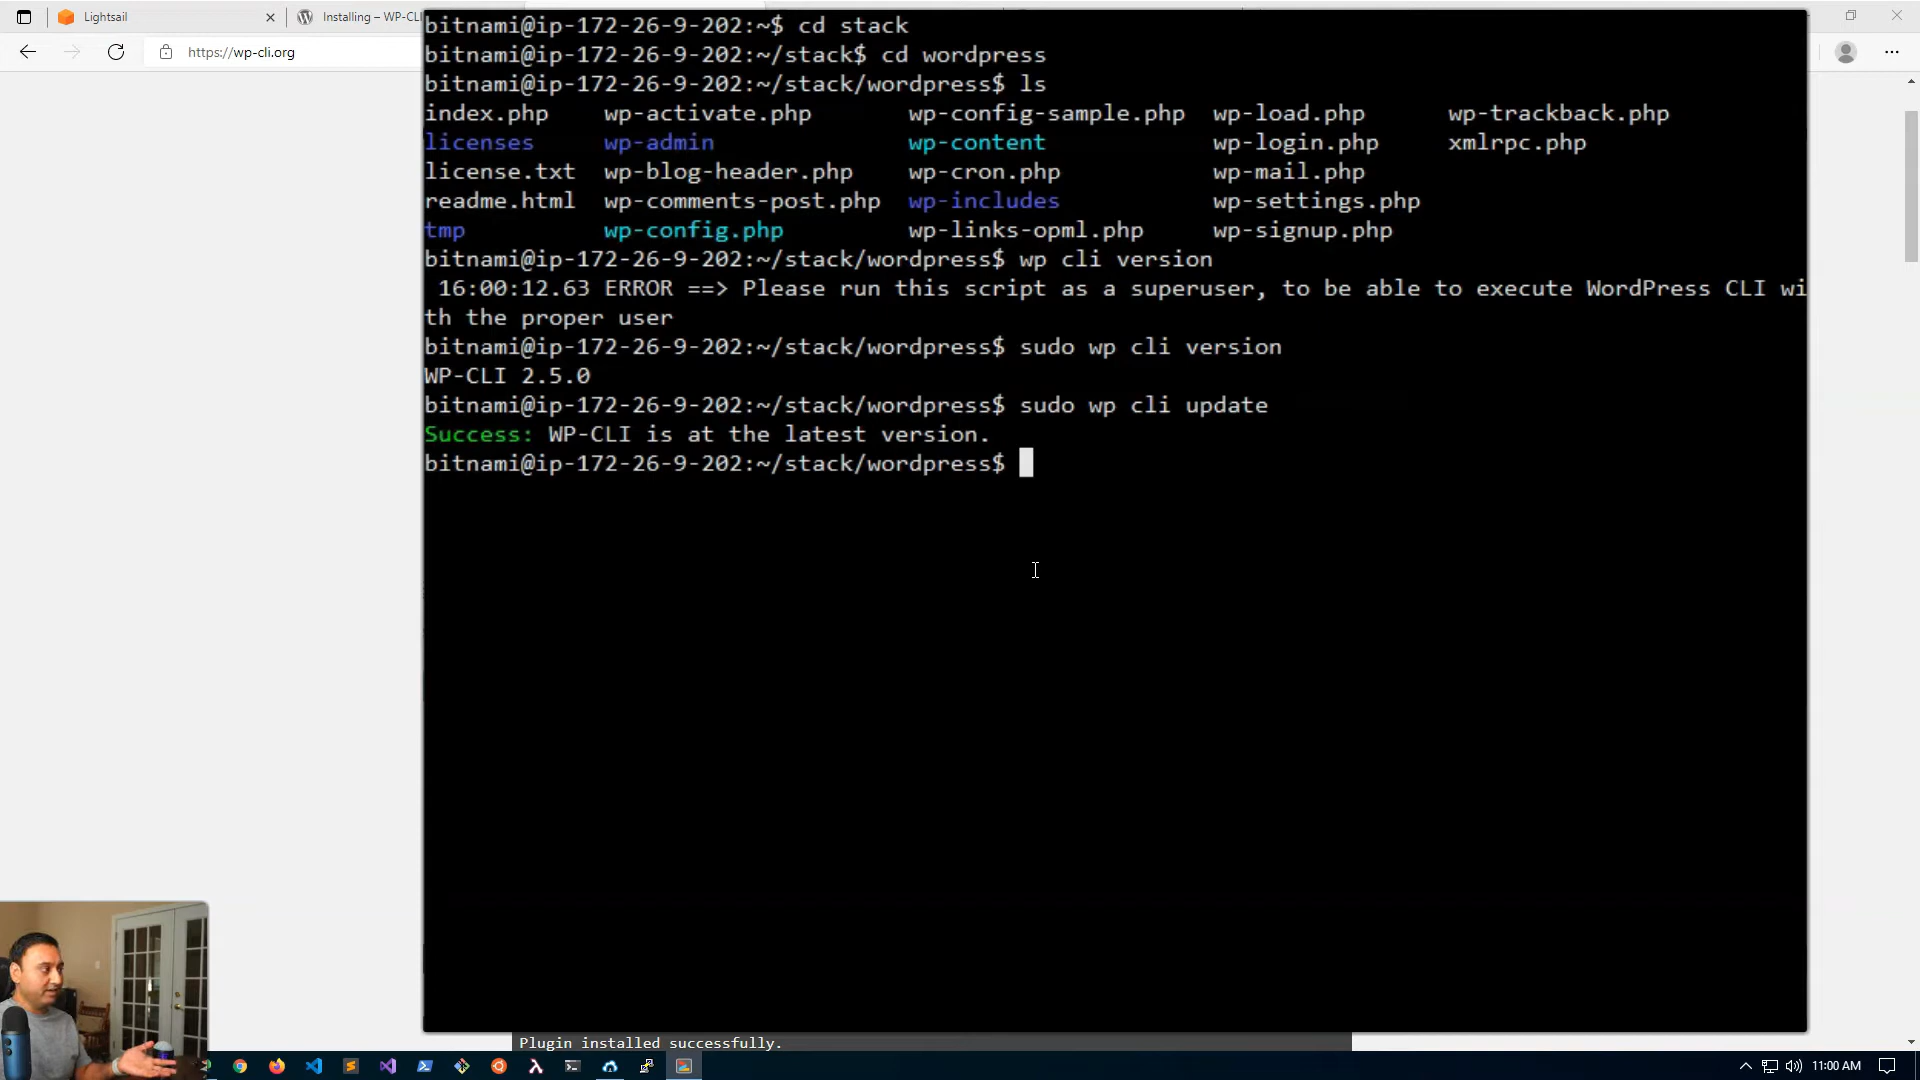 Lightsail
Installing – WP-CLI
https://wp-cli.org
bitnami@ip-172-26-9-202:~$ cd stack
bitnami@ip-172-26-9-202:~/stack$ cd wordpress
bitnami@ip-172-26-9-202:~/stack/wordpress$ ls
index.php wp-activate.php wp-config-sample.php wp-load.php wp-trackback.php
licenses wp-admin wp-content wp-login.php xmlrpc.php
license.txt wp-blog-header.php wp-cron.php wp-mail.php
readme.html wp-comments-post.php wp-includes wp-settings.php
tmp wp-config.php wp-links-opml.php wp-signup.php
bitnami@ip-172-26-9-202:~/stack/wordpress$ wp cli version
16:00:12.63 ERROR ==> Please run this script as a superuser, to be able to execute WordPress CLI wi
th the proper user
bitnami@ip-172-26-9-202:~/stack/wordpress$ sudo wp cli version
WP-CLI 2.5.0
bitnami@ip-172-26-9-202:~/stack/wordpress$ sudo wp cli update
Success: WP-CLI is at the latest version.
bitnami@ip-172-26-9-202:~/stack/wordpress$
Plugin installed successfully.
11:00 AM